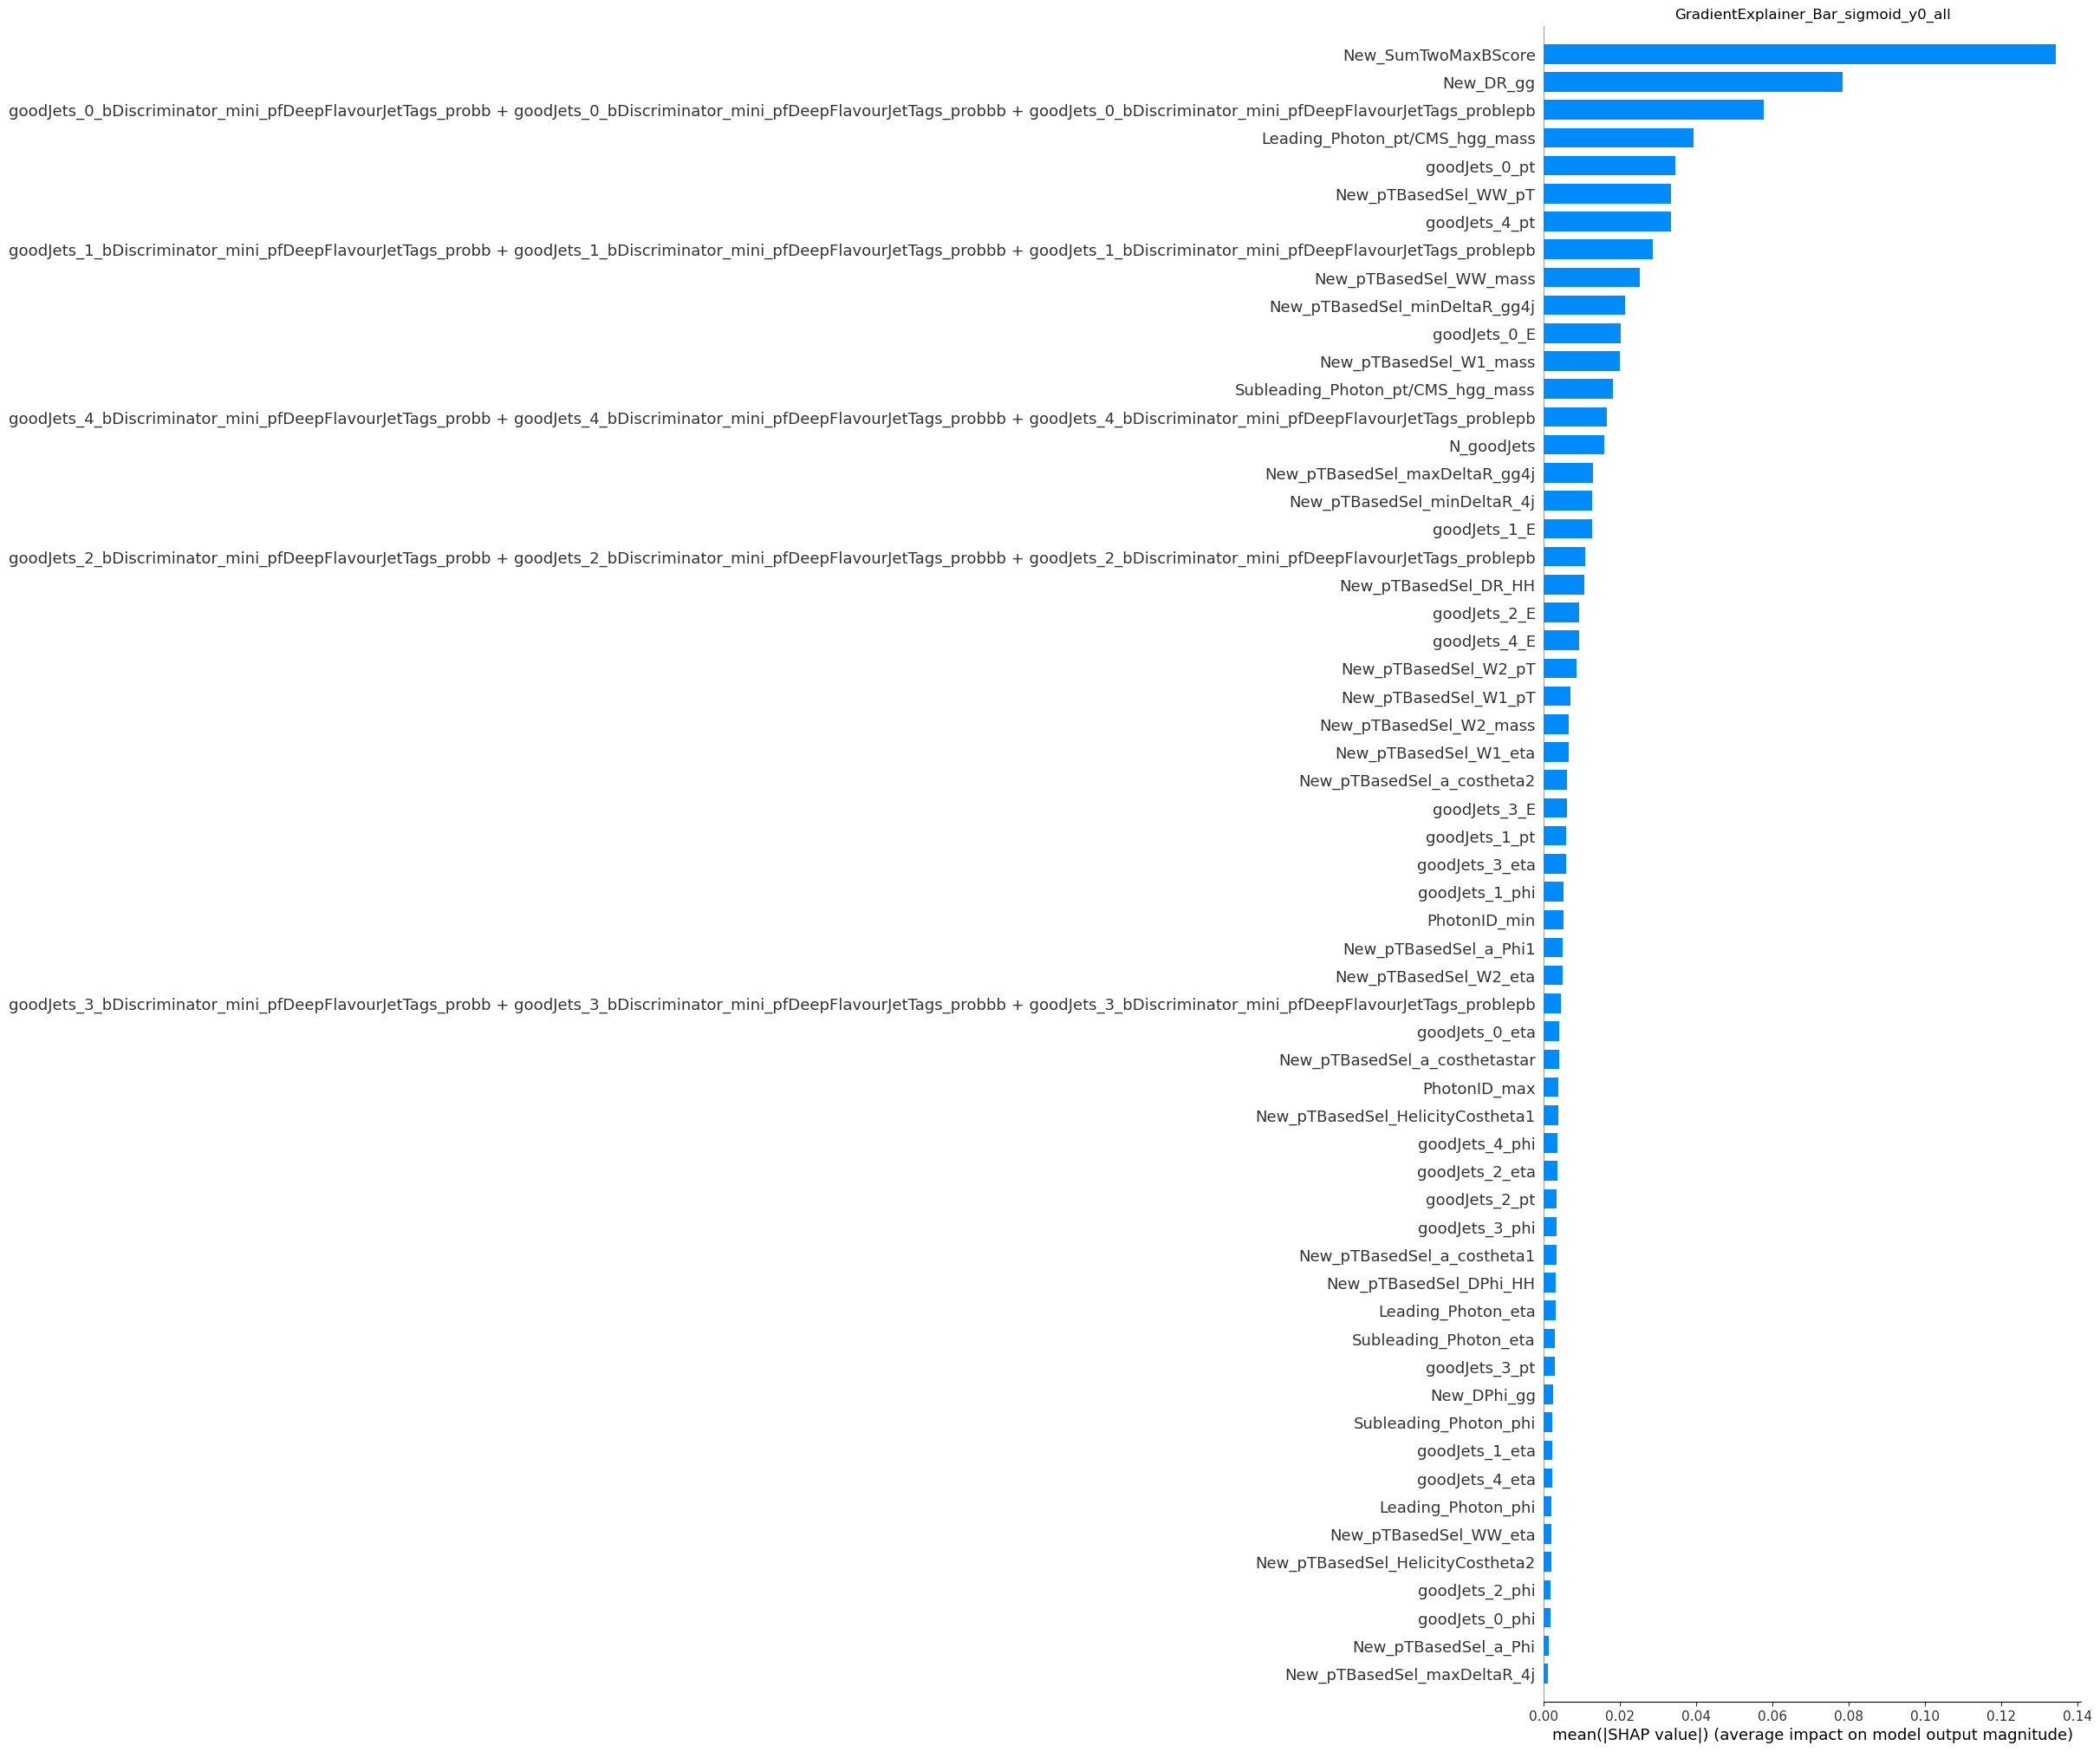 GradientExplainer_Bar_sigmoid_y0_all
New_SumTwoMaxBScore
New_DR_gg
goodJets_0_bDiscriminator_mini_pfDeepFlavourJetTags_probb + goodJets_0_bDiscriminator_mini_pfDeepFlavourJetTags_probbb + goodJets_0_bDiscriminator_mini_pfDeepFlavourJetTags_problepb
Leading_Photon_pt/CMS_hgg_mass
goodJets_0_pt
New_pTBasedSel_WW_pT
goodJets_4_pt
goodJets_1_bDiscriminator_mini_pfDeepFlavourJetTags_probb + goodJets_1_bDiscriminator_mini_pfDeepFlavourJetTags_probbb + goodJets_1_bDiscriminator_mini_pfDeepFlavourJetTags_problepb
New_pTBasedSel_WW_mass
New_pTBasedSel_minDeltaR_gg4j
goodJets_0_E
New_pTBasedSel_W1_mass
Subleading_Photon_pt/CMS_hgg_mass
goodJets_4_bDiscriminator_mini_pfDeepFlavourJetTags_probb + goodJets_4_bDiscriminator_mini_pfDeepFlavourJetTags_probbb + goodJets_4_bDiscriminator_mini_pfDeepFlavourJetTags_problepb
N_goodJets
New_pTBasedSel_maxDeltaR_gg4j
New_pTBasedSel_minDeltaR_4j
goodJets_1_E
goodJets_2_bDiscriminator_mini_pfDeepFlavourJetTags_probb + goodJets_2_bDiscriminator_mini_pfDeepFlavourJetTags_probbb + goodJets_2_bDiscriminator_mini_pfDeepFlavourJetTags_problepb
New_pTBasedSel_DR_HH
goodJets_2_E
goodJets_4_E
New_pTBasedSel_W2_pT
New_pTBasedSel_W1_pT
New_pTBasedSel_W2_mass
New_pTBasedSel_W1_eta
New_pTBasedSel_a_costheta2
goodJets_3_E
goodJets_1_pt
goodJets_3_eta
goodJets_1_phi
PhotonID_min
New_pTBasedSel_a_Phi1
New_pTBasedSel_W2_eta
goodJets_3_bDiscriminator_mini_pfDeepFlavourJetTags_probb + goodJets_3_bDiscriminator_mini_pfDeepFlavourJetTags_probbb + goodJets_3_bDiscriminator_mini_pfDeepFlavourJetTags_problepb
goodJets_0_eta
New_pTBasedSel_a_costhetastar
PhotonID_max
New_pTBasedSel_HelicityCostheta1
goodJets_4_phi
goodJets_2_eta
goodJets_2_pt
goodJets_3_phi
New_pTBasedSel_a_costheta1
New_pTBasedSel_DPhi_HH
Leading_Photon_eta
Subleading_Photon_eta
goodJets_3_pt
New_DPhi_gg
Subleading_Photon_phi
goodJets_1_eta
goodJets_4_eta
Leading_Photon_phi
New_pTBasedSel_WW_eta
New_pTBasedSel_HelicityCostheta2
goodJets_2_phi
goodJets_0_phi
New_pTBasedSel_a_Phi
New_pTBasedSel_maxDeltaR_4j
0.00 0.02 0.04 0.06 0.08 0.10 0.12 0.14
mean(|SHAP value|) (average impact on model output magnitude)